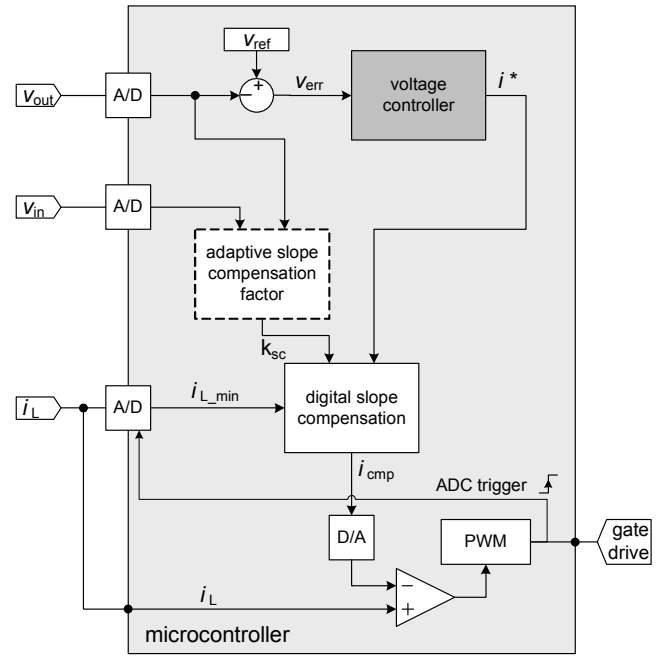 v_ref
v_out
A/D
−
+
v_err
voltage
controller
i *
v_in
A/D
adaptive slope
compensation
factor
k_sc
i_L
A/D
i_L_min
digital slope
compensation
i_cmp
ADC trigger
D/A
PWM
gate
drive
−
+
i_L
microcontroller